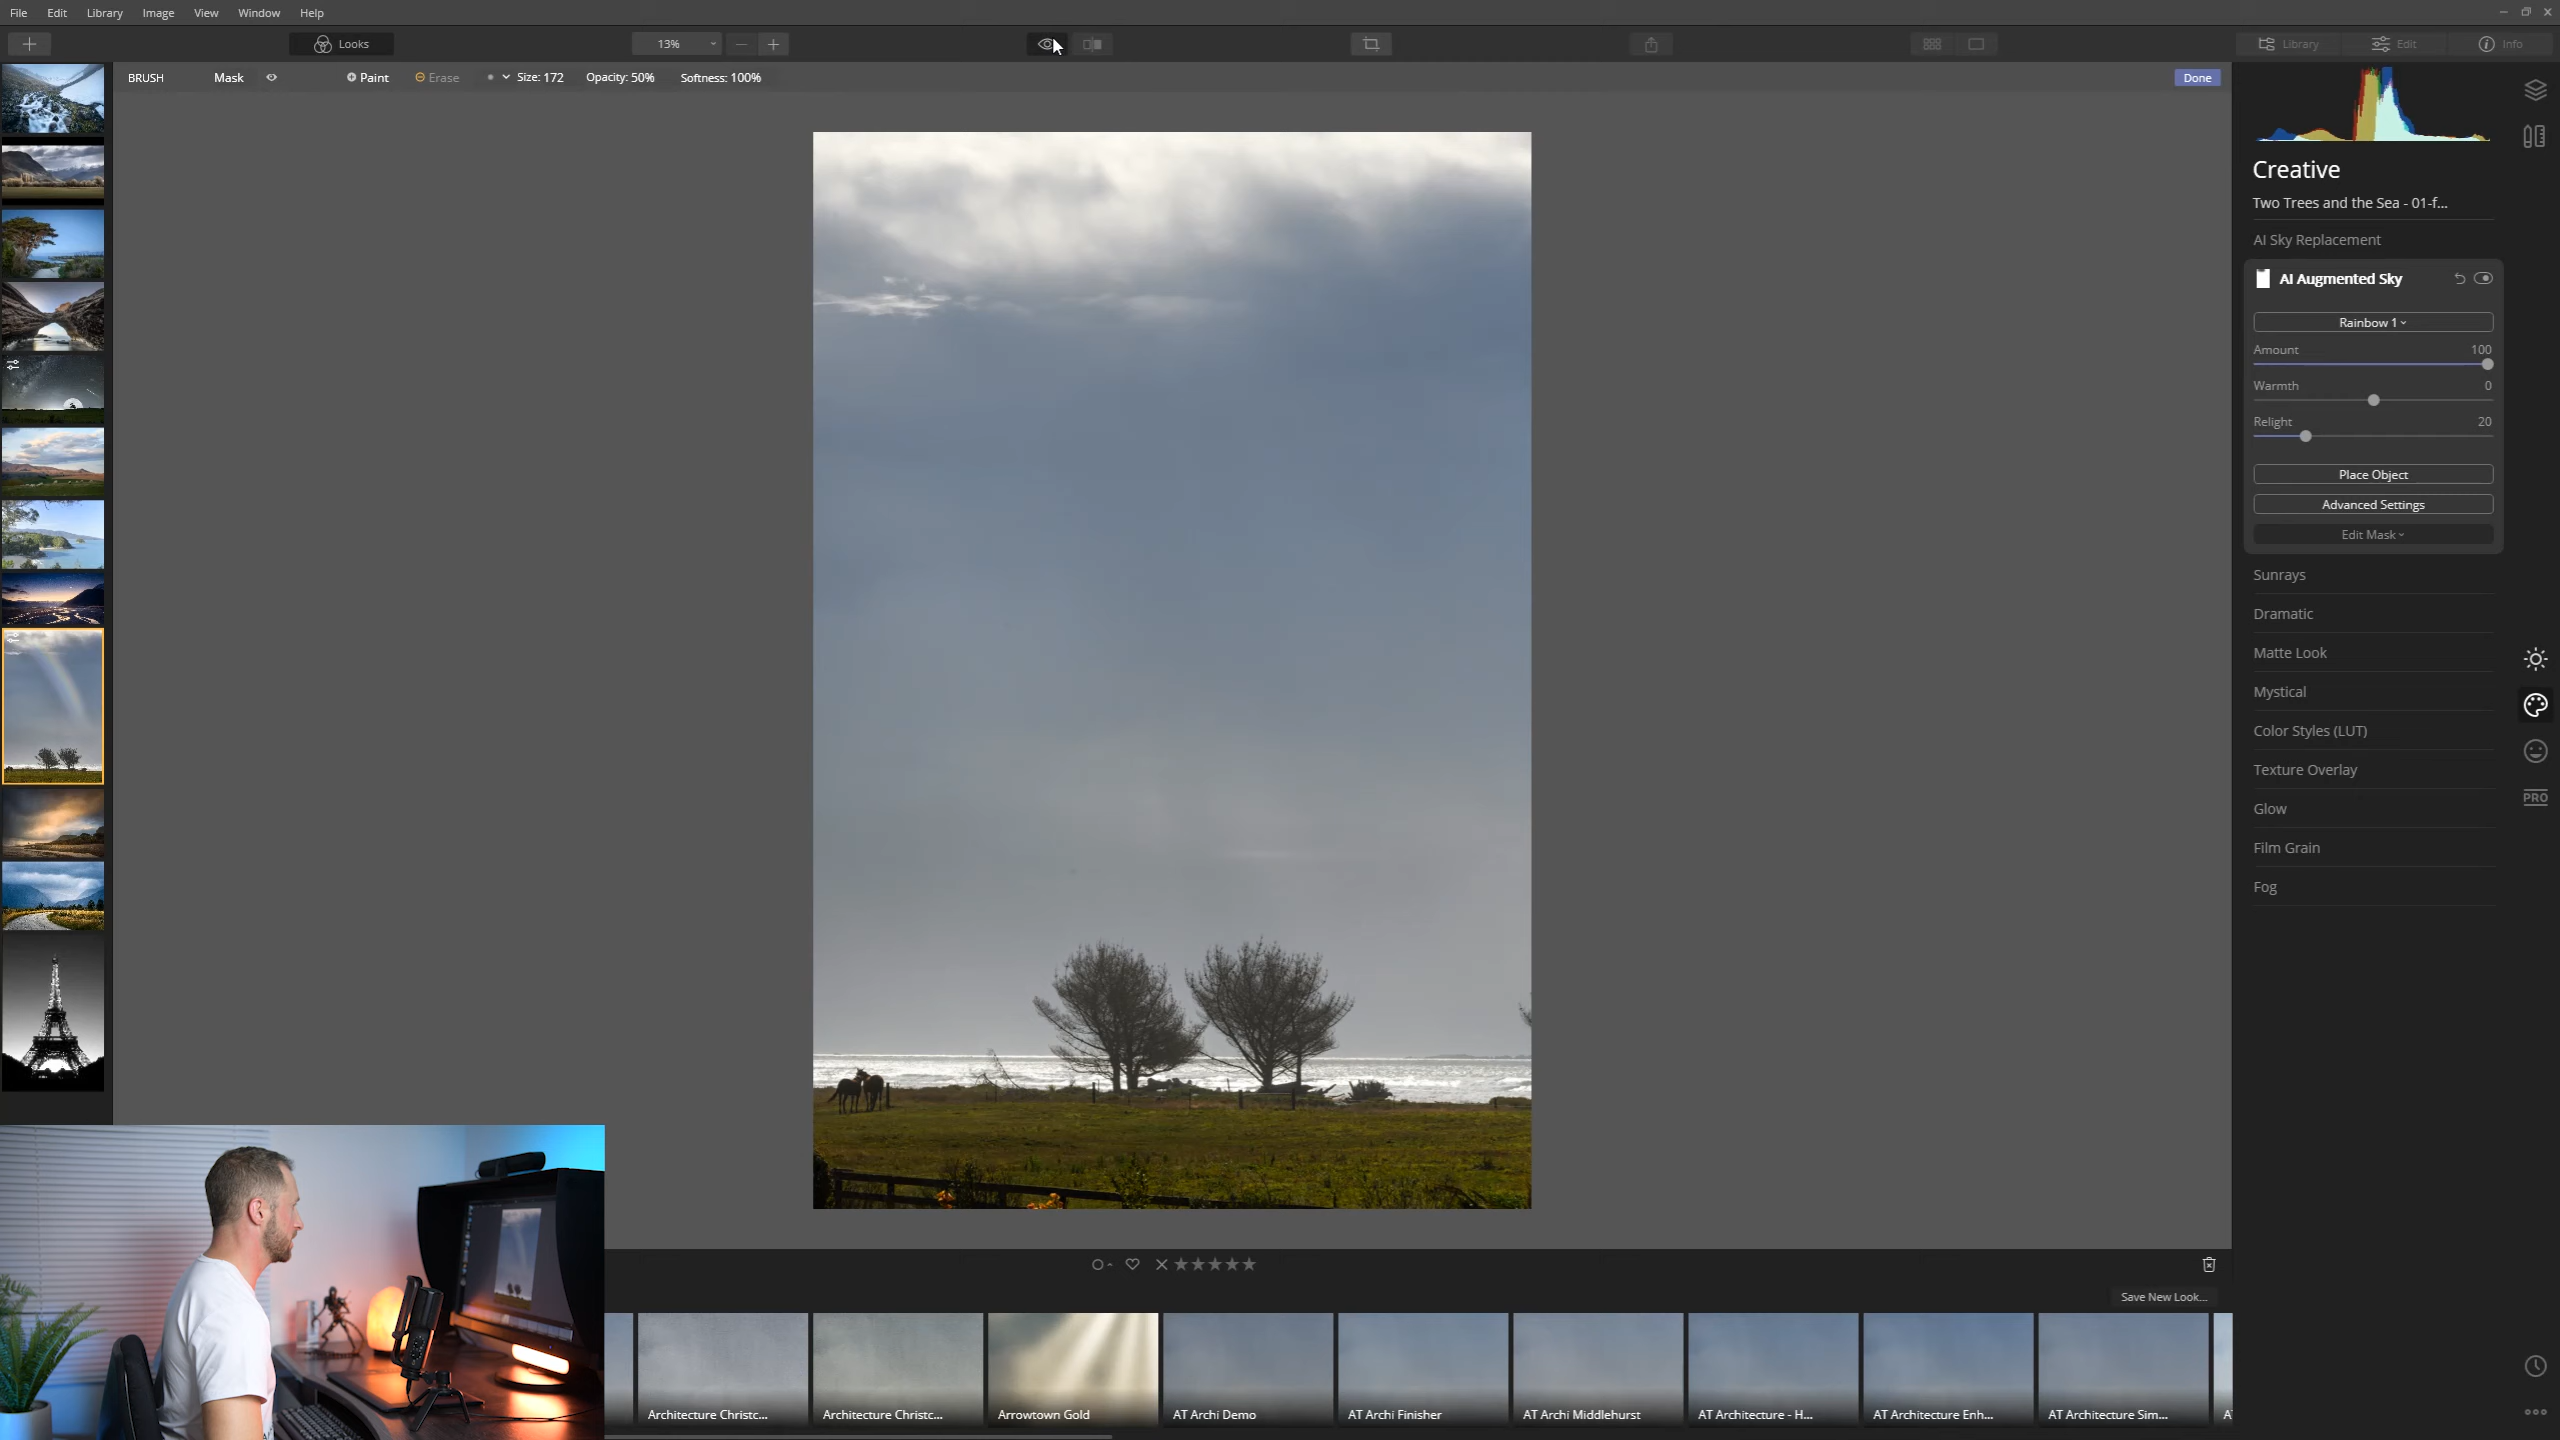 File Edit Library Image View Window Help
Looks 13% Library Edit Info
BRUSH Mask Paint Erase Size: 172 Opacity: 50% Softness: 100% Done
Creative
Two Trees and the Sea - 01-f...
AI Sky Replacement
AI Augmented Sky
Rainbow 1
Amount 100
Warmth 0
Relight 20
Place Object
Advanced Settings
Edit Mask
Sunrays
Dramatic
Matte Look
Mystical
Color Styles (LUT)
Texture Overlay
PRO
Glow
Film Grain
Fog
Save New Look...
Architecture Christc... Architecture Christc... Arrowtown Gold AT Archi Demo AT Archi Finisher AT Archi Middlehurst AT Architecture - H... AT Architecture Enh... AT Architecture Sim...